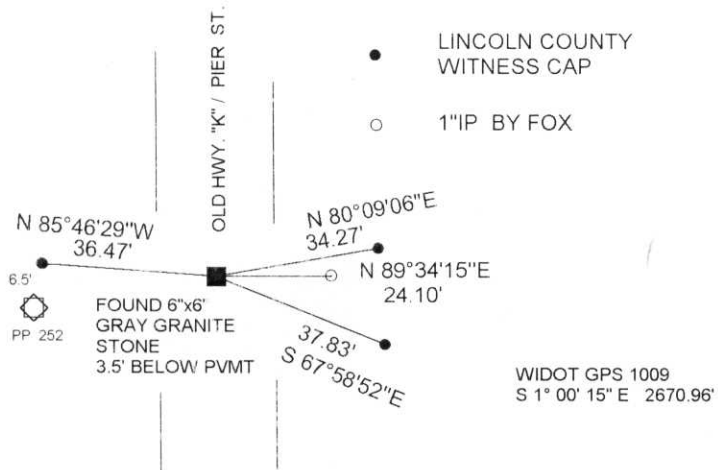 OLD HWY. "K" / PIER ST.
LINCOLN COUNTY
WITNESS CAP
1"IP BY FOX
N 85°46'29"W
36.47'
N 80°09'06"E
34.27'
N 89°34'15"E
24.10'
6.5'
PP 252
FOUND 6"x6'
GRAY GRANITE
STONE
3.5' BELOW PVMT
37.83'
S 67°58'52"E
WIDOT GPS 1009
S 1° 00' 15" E 2670.96'